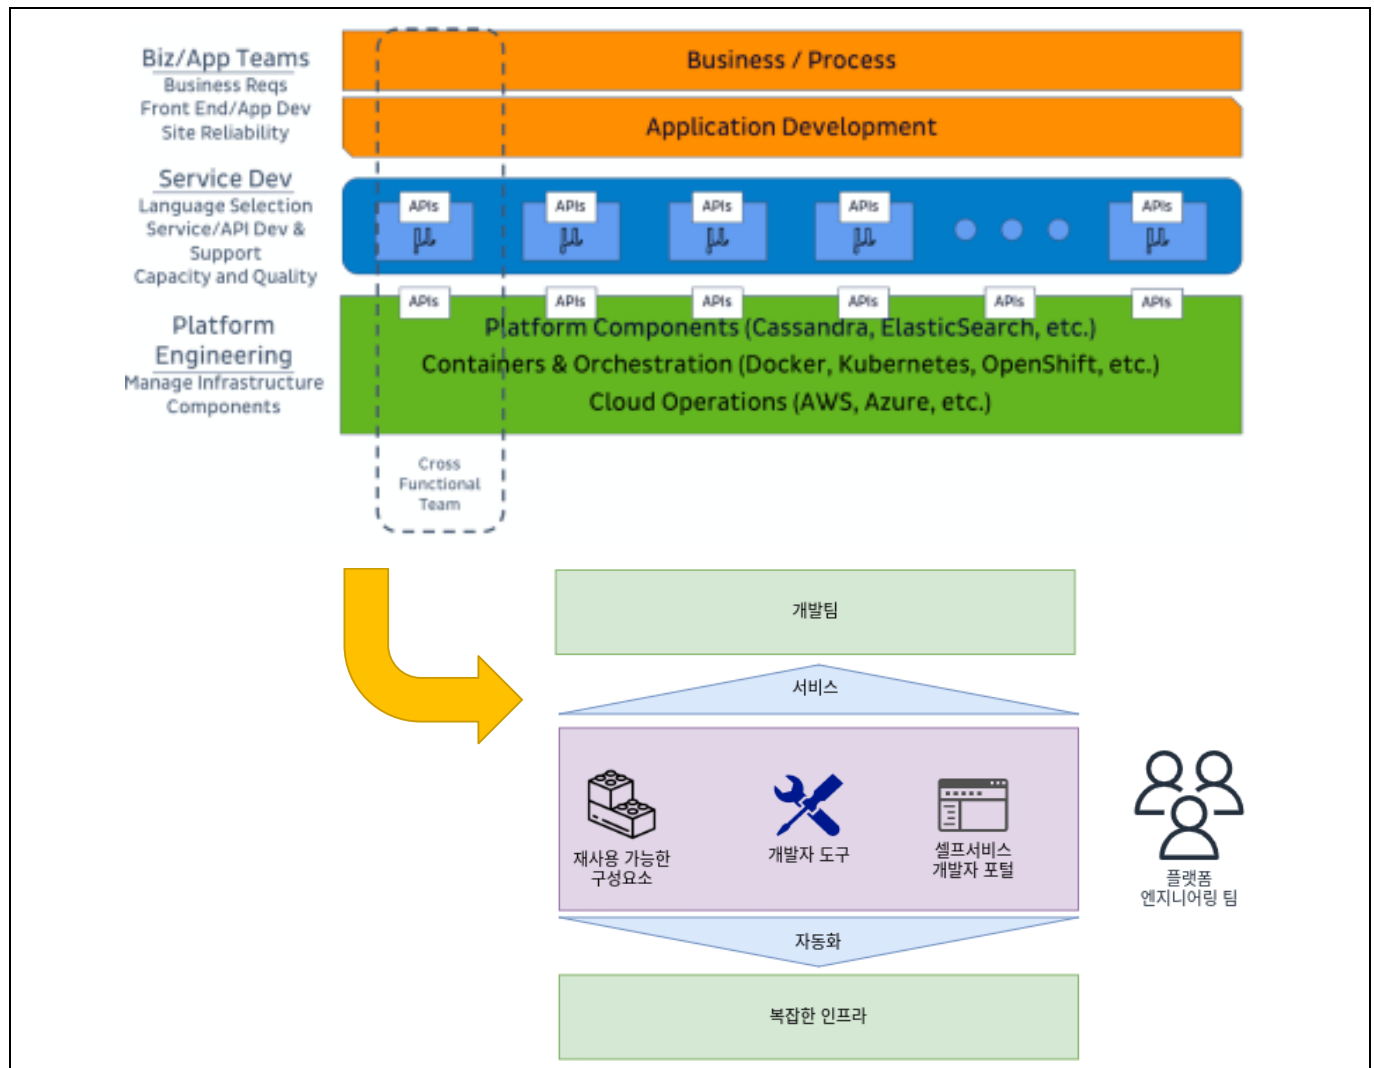 Biz/App Teams
Business Reqs
Front End/App Dev
Site Reliability
Business / Process
Application Development
Service Dev
Language Selection
Service/API Dev &
Support
Capacity and Quality
APIs APIs APIs APIs APIs
μ μ μ μ μ
Platform
Engineering
Manage Infrastructure
Components
APIs APIs APIs APIs APIs APIs
Platform Components (Cassandra, ElasticSearch, etc.)
Containers & Orchestration (Docker, Kubernetes, OpenShift, etc.)
Cloud Operations (AWS, Azure, etc.)
Cross
Functional
Team
개발팀
서비스
재사용 가능한
구성요소
개발자 도구
셀프서비스
개발자 포털
플랫폼
엔지니어링 팀
자동화
복잡한 인프라